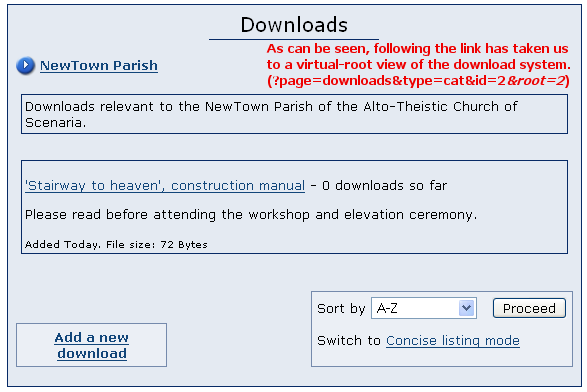 Downloads
As can be seen, following the link has taken us
to a virtual-root view of the download system.
(?page=downloads&type=cat&id=2&root=2)
NewTown Parish
Downloads relevant to the NewTown Parish of the Alto-Theistic Church of
Scenaria.
'Stairway to heaven', construction manual - 0 downloads so far
Please read before attending the workshop and elevation ceremony.
Added Today. File size: 72 Bytes
Sort by A-Z Proceed
Switch to Concise listing mode
Add a new
download